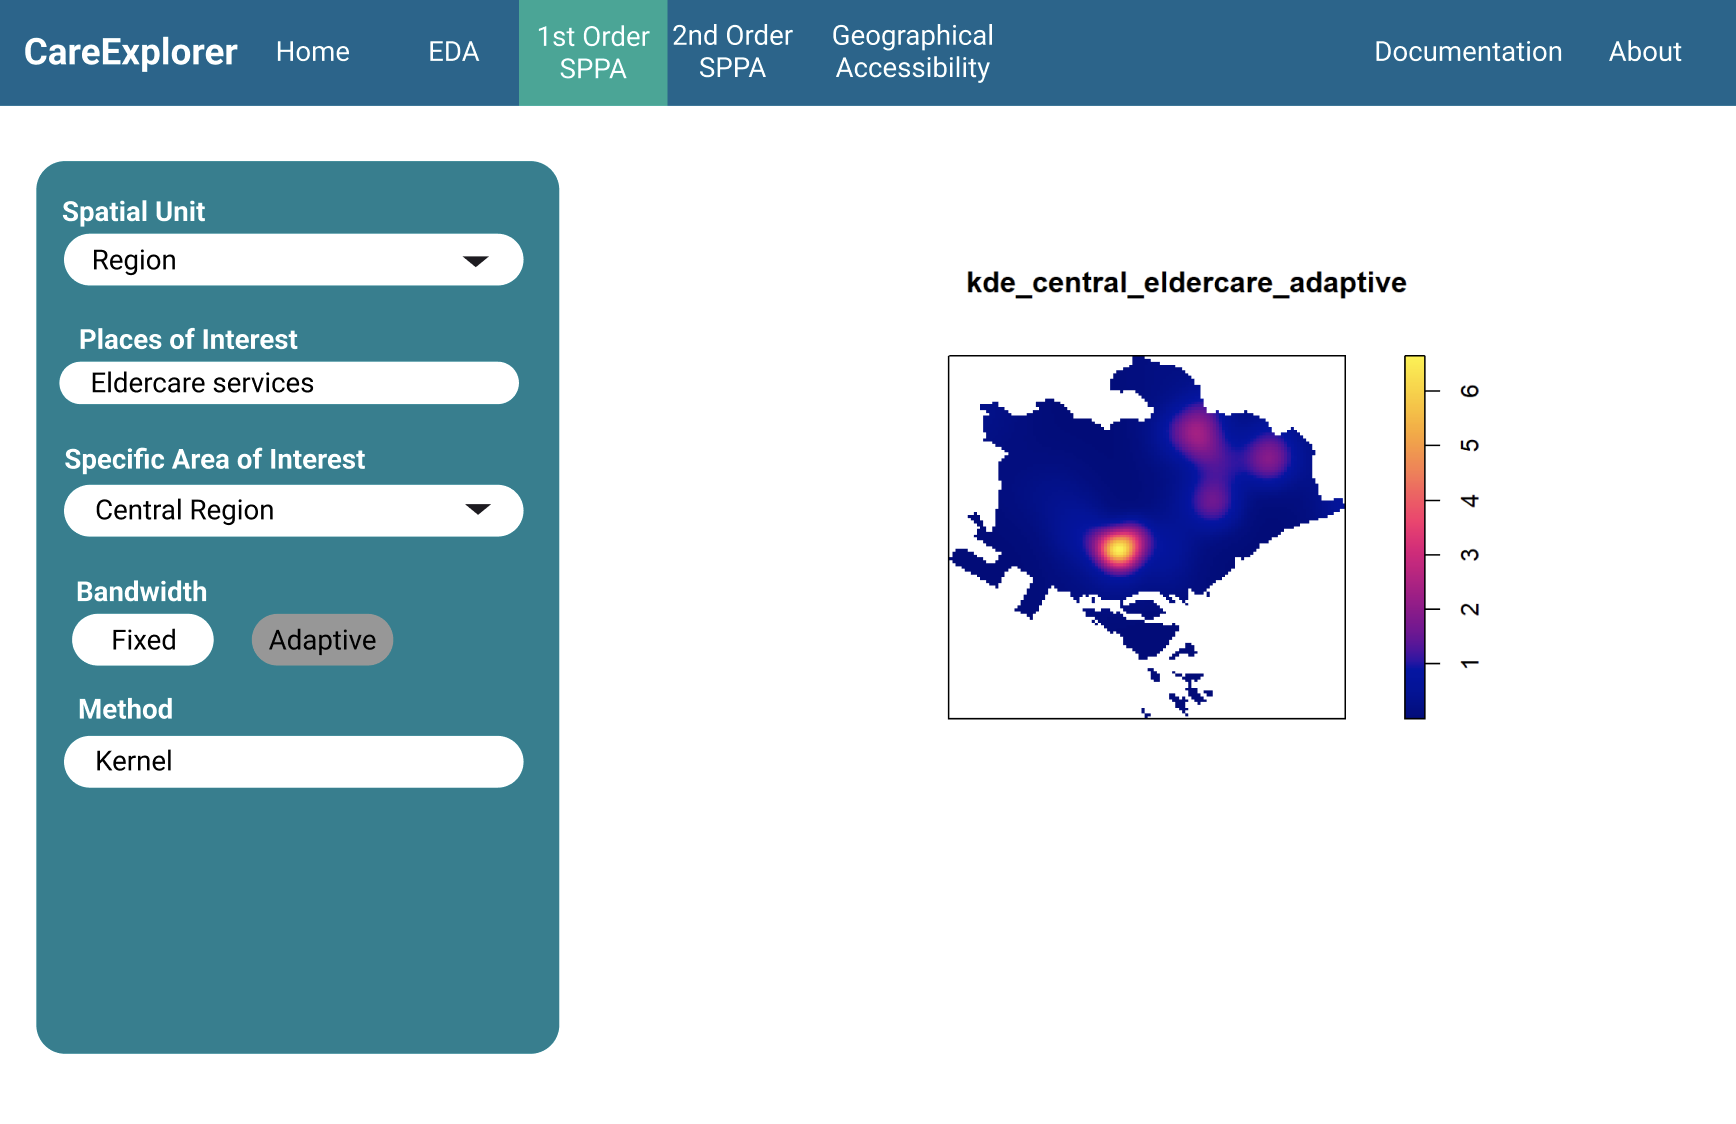 CareExplorer
Home
EDA
1st Order
SPPA
2nd Order
SPPA
Geographical
Accessibility
Documentation
About
Spatial Unit
Region
Places of Interest
Eldercare services
Specific Area of Interest
Central Region
Bandwidth
Fixed
Adaptive
Method
Kernel
kde_central_eldercare_adaptive
6
5
4
3
2
1